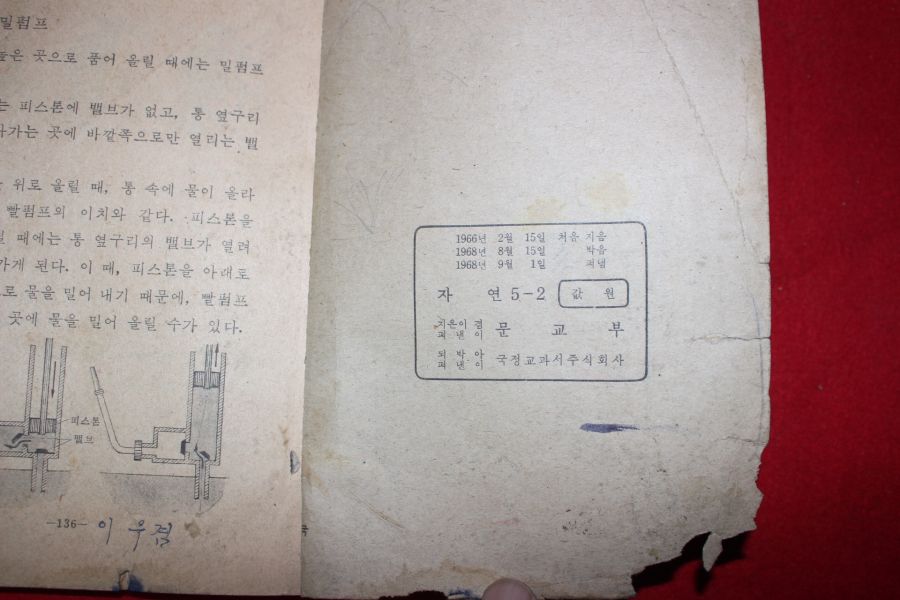 밀펌프
높은 곳으로 품어 올릴 때에는 밀펌프
는 피스톤에 밸브가 없고, 통 옆구리
나가는 곳에 바깥쪽으로만 열리는 밸
위로 올릴 때, 통 속에 물이 올라
빨펌프의 이치와 같다. 피스톤을
때에는 통 옆구리의 밸브가 열려
가게 된다. 이 때, 피스톤을 아래로
로 물을 밀어 내기 때문에, 빨펌프
곳에 물을 밀어 올릴 수가 있다.
피스톤
밸브
-136-
이 우 점
1966년 2월 15일 처음 지음
1968년 8월 15일 박음
1968년 9월 1일 펴냄
자 연 5-2 값 원
지은이 겸
펴낸이 문 교 부
되박아
펴낸이 국정교과서주식회사